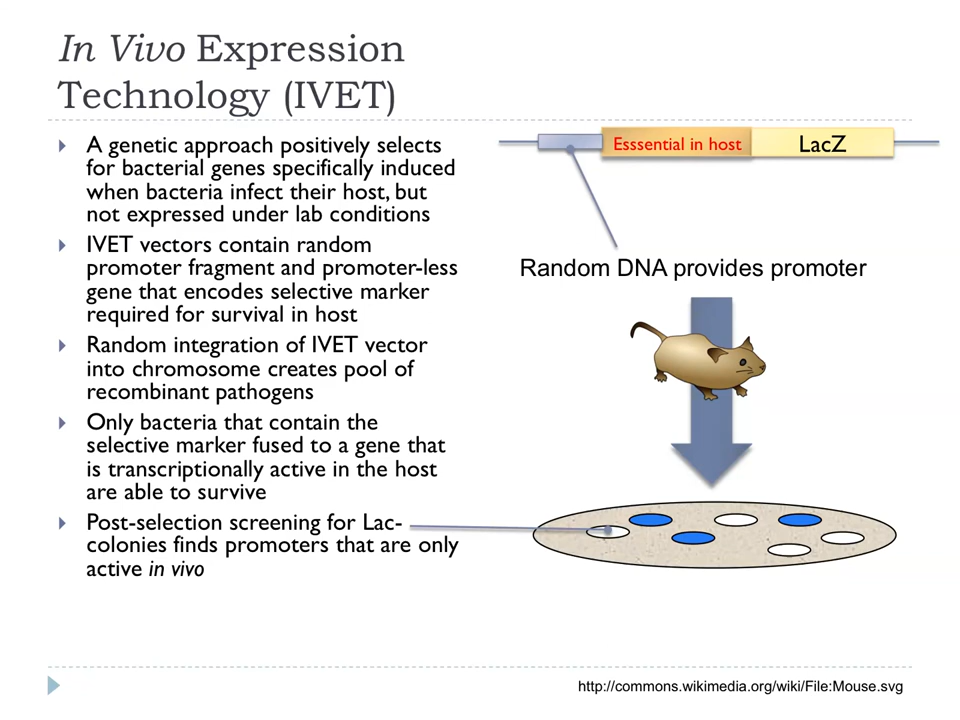 In Vivo Expression
Technology (IVET)
A genetic approach positively selects
for bacterial genes specifically induced
when bacteria infect their host, but
not expressed under lab conditions
IVET vectors contain random
promoter fragment and promoter-less
gene that encodes selective marker
required for survival in host
Random integration of IVET vector
into chromosome creates pool of
recombinant pathogens
Only bacteria that contain the
selective marker fused to a gene that
is transcriptionally active in the host
are able to survive
Post-selection screening for Lac-
colonies finds promoters that are only
active in vivo
Esssential in host
LacZ
Random DNA provides promoter
http://commons.wikimedia.org/wiki/File:Mouse.svg